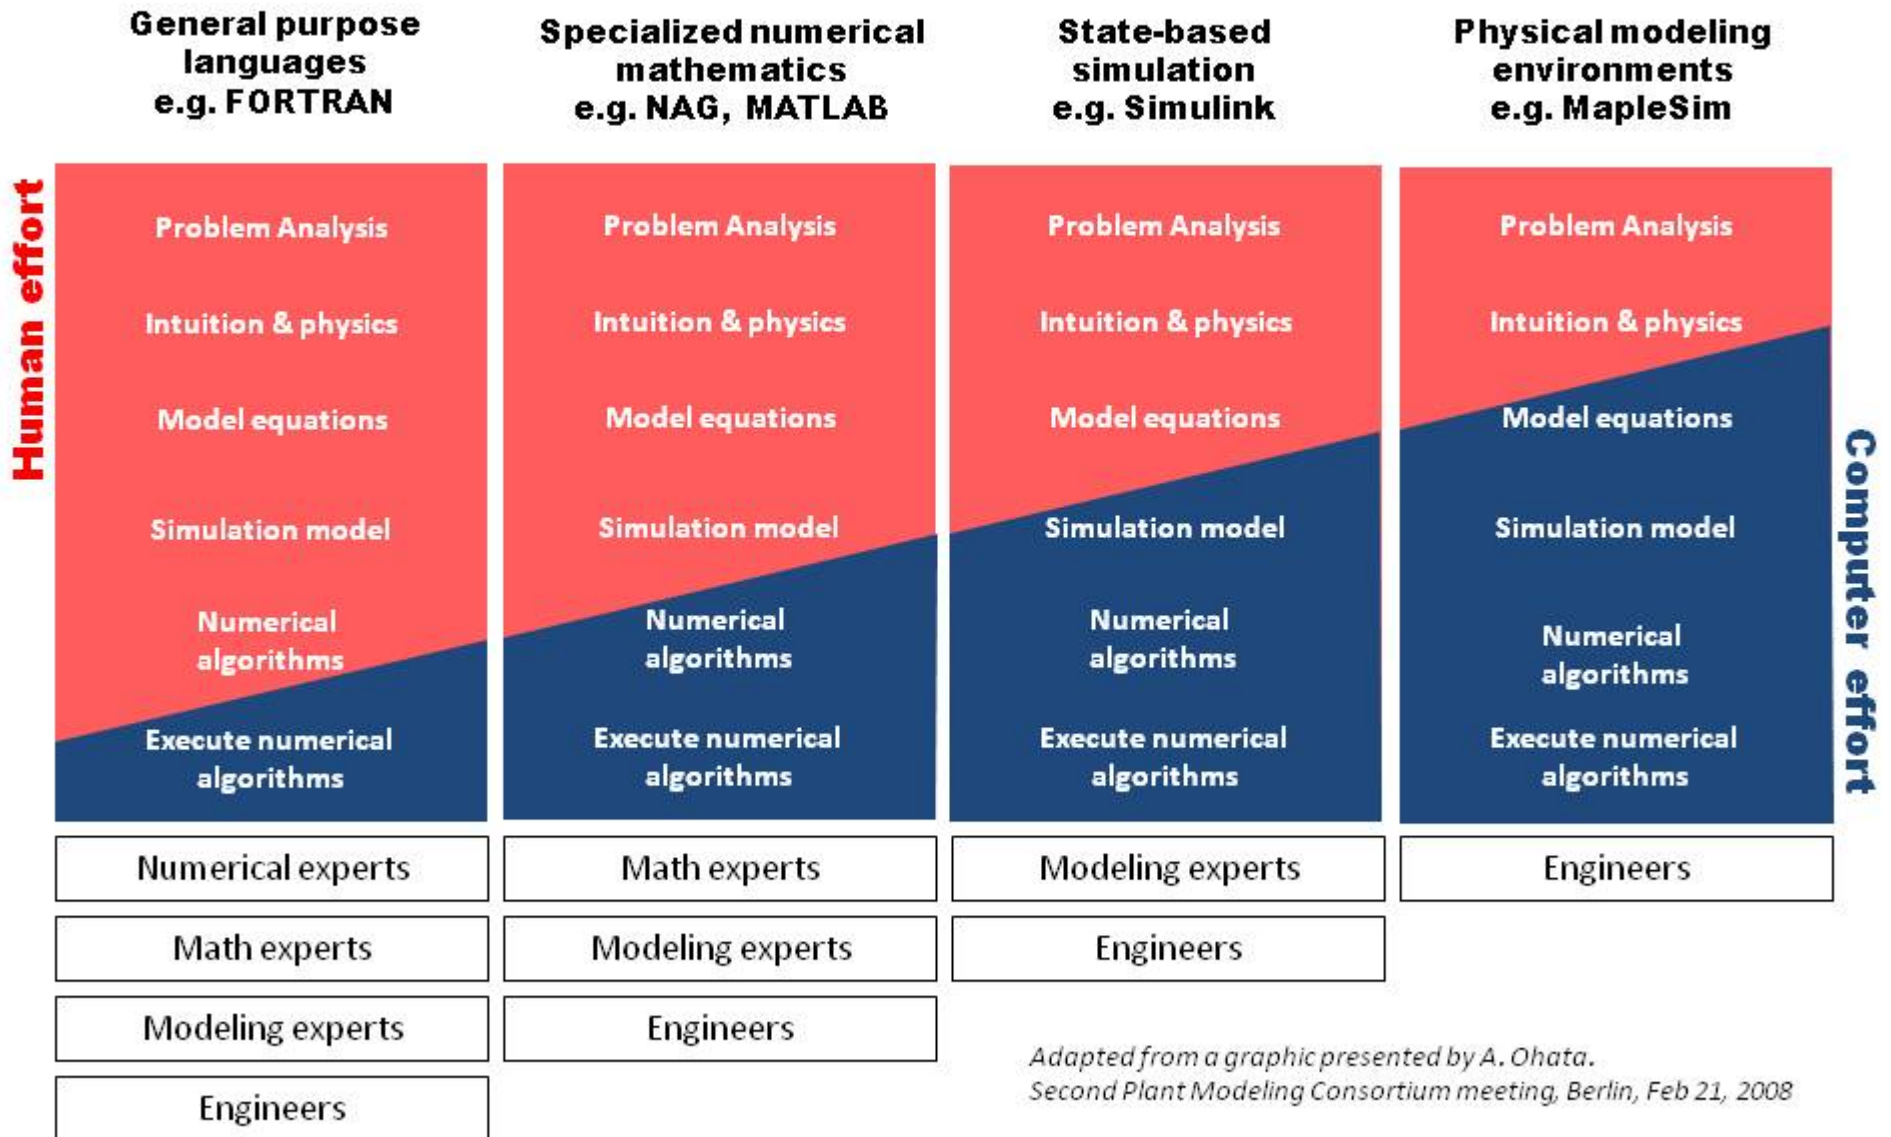 General purpose
languages
e.g. FORTRAN
Specialized numerical
mathematics
e.g. NAG, MATLAB
State-based
simulation
e.g. Simulink
Physical modeling
environments
e.g. MapleSim
Human effort
Problem Analysis
Intuition & physics
Model equations
Simulation model
Numerical
algorithms
Execute numerical
algorithms
Problem Analysis
Intuition & physics
Model equations
Simulation model
Numerical
algorithms
Execute numerical
algorithms
Problem Analysis
Intuition & physics
Model equations
Simulation model
Numerical
algorithms
Execute numerical
algorithms
Problem Analysis
Intuition & physics
Model equations
Simulation model
Numerical
algorithms
Execute numerical
algorithms
Computer effort
Numerical experts
Math experts
Modeling experts
Engineers
Math experts
Modeling experts
Engineers
Modeling experts
Engineers
Engineers
Adapted from a graphic presented by A. Ohata.
Second Plant Modeling Consortium meeting, Berlin, Feb 21, 2008